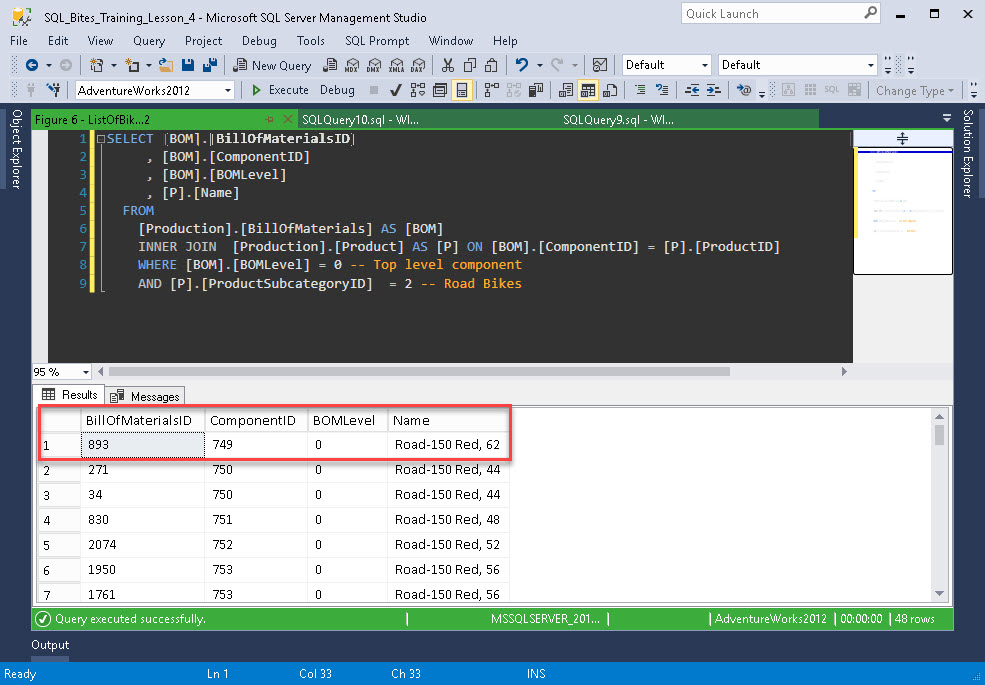 SQL_Bites_Training_Lesson_4 - Microsoft SQL Server Management Studio
Quick Launch
File Edit View Query Project Debug Tools SQL Prompt Window Help
New Query MDX DMX XMLA DAX Default Default
AdventureWorks2012 Execute Debug SQL Change Type
Object Explorer
Solution Explorer
Figure 6 - ListOfBik...2 SQLQuery10.sql - WI... SQLQuery9.sql - WI...
1 SELECT [BOM].[BillOfMaterialsID]
2 , [BOM].[ComponentID]
3 , [BOM].[BOMLevel]
4 , [P].[Name]
5 FROM
6 [Production].[BillOfMaterials] AS [BOM]
7 INNER JOIN [Production].[Product] AS [P] ON [BOM].[ComponentID] = [P].[ProductID]
8 WHERE [BOM].[BOMLevel] = 0 -- Top level component
9 AND [P].[ProductSubcategoryID] = 2 -- Road Bikes
95 %
Results Messages
BillOfMaterialsID ComponentID BOMLevel Name
1 893 749 0 Road-150 Red, 62
2 271 750 0 Road-150 Red, 44
3 34 750 0 Road-150 Red, 44
4 830 751 0 Road-150 Red, 48
5 2074 752 0 Road-150 Red, 52
6 1950 753 0 Road-150 Red, 56
7 1761 753 0 Road-150 Red, 56
Query executed successfully. MSSQLSERVER_201... AdventureWorks2012 00:00:00 48 rows
Output
Ready Ln 1 Col 33 Ch 33 INS